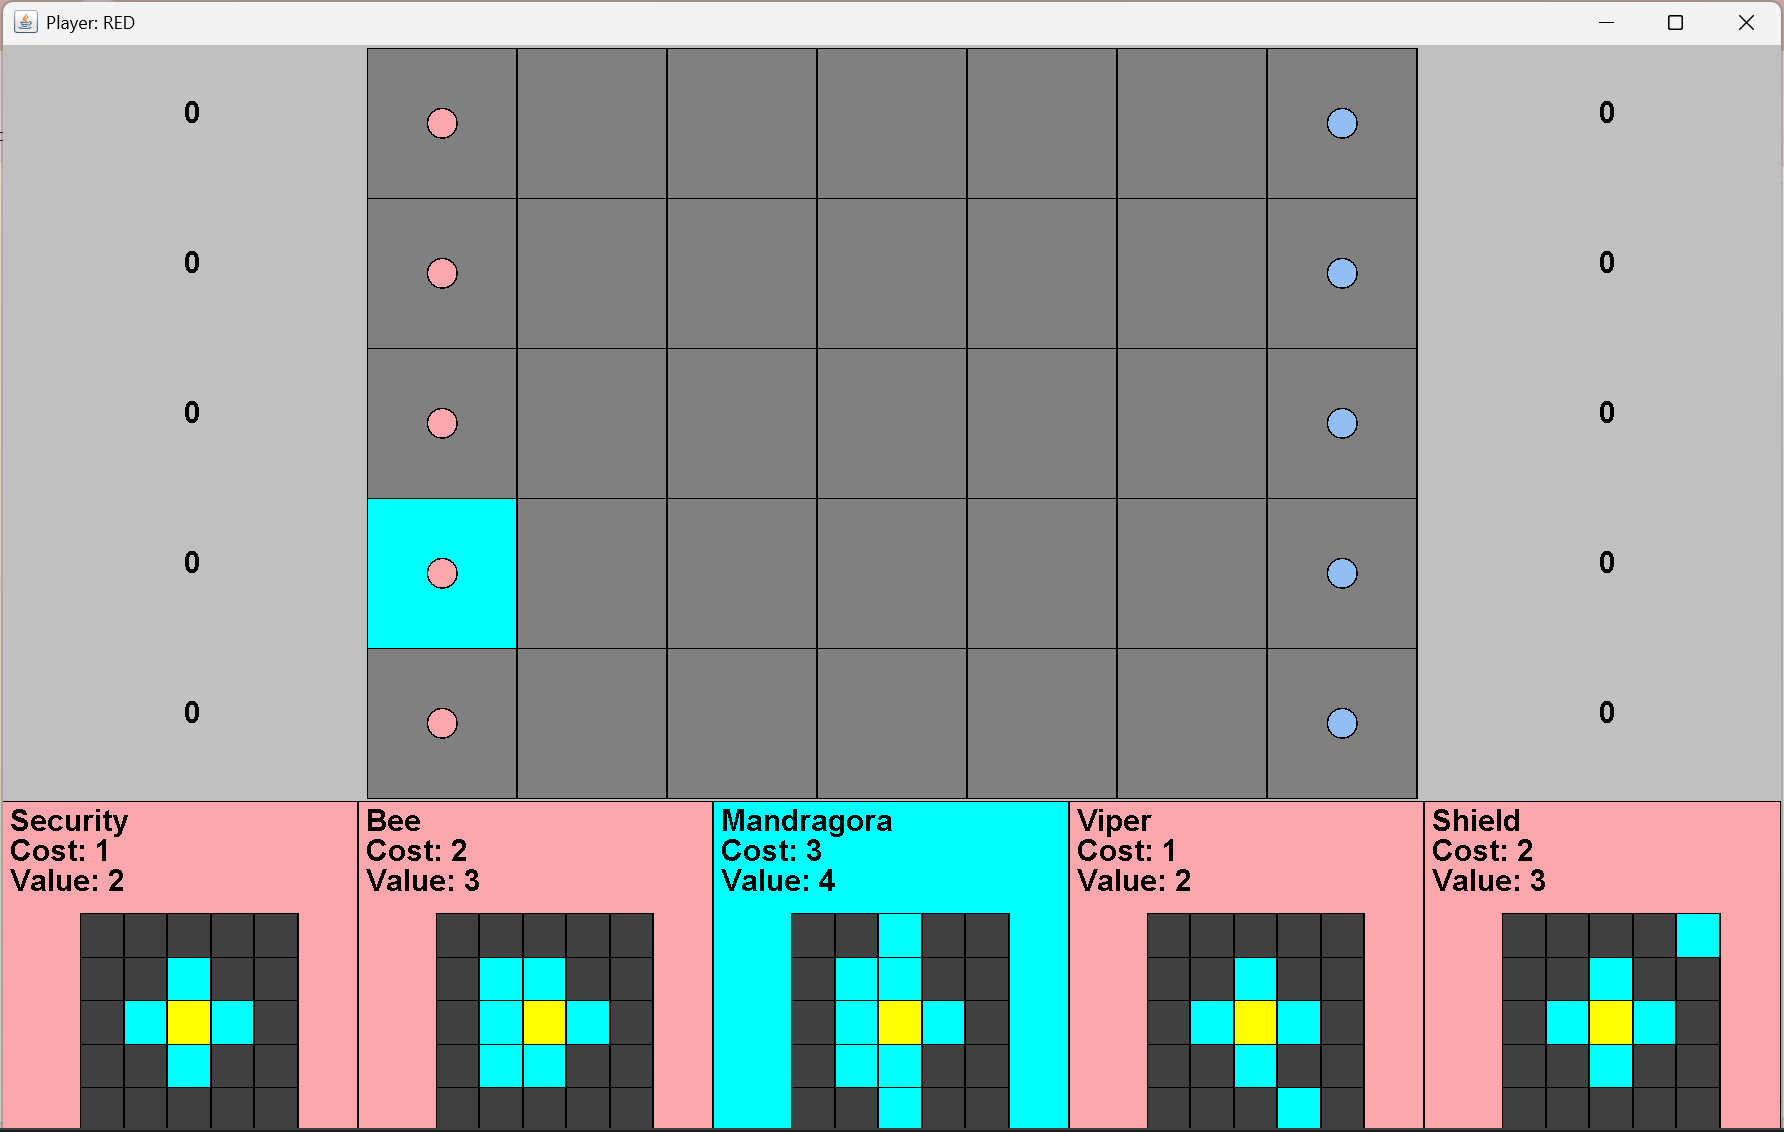 Player: RED
0 0
0 0
0 0
0 0
0 0
Security
Cost: 1
Value: 2
Bee
Cost: 2
Value: 3
Mandragora
Cost: 3
Value: 4
Viper
Cost: 1
Value: 2
Shield
Cost: 2
Value: 3